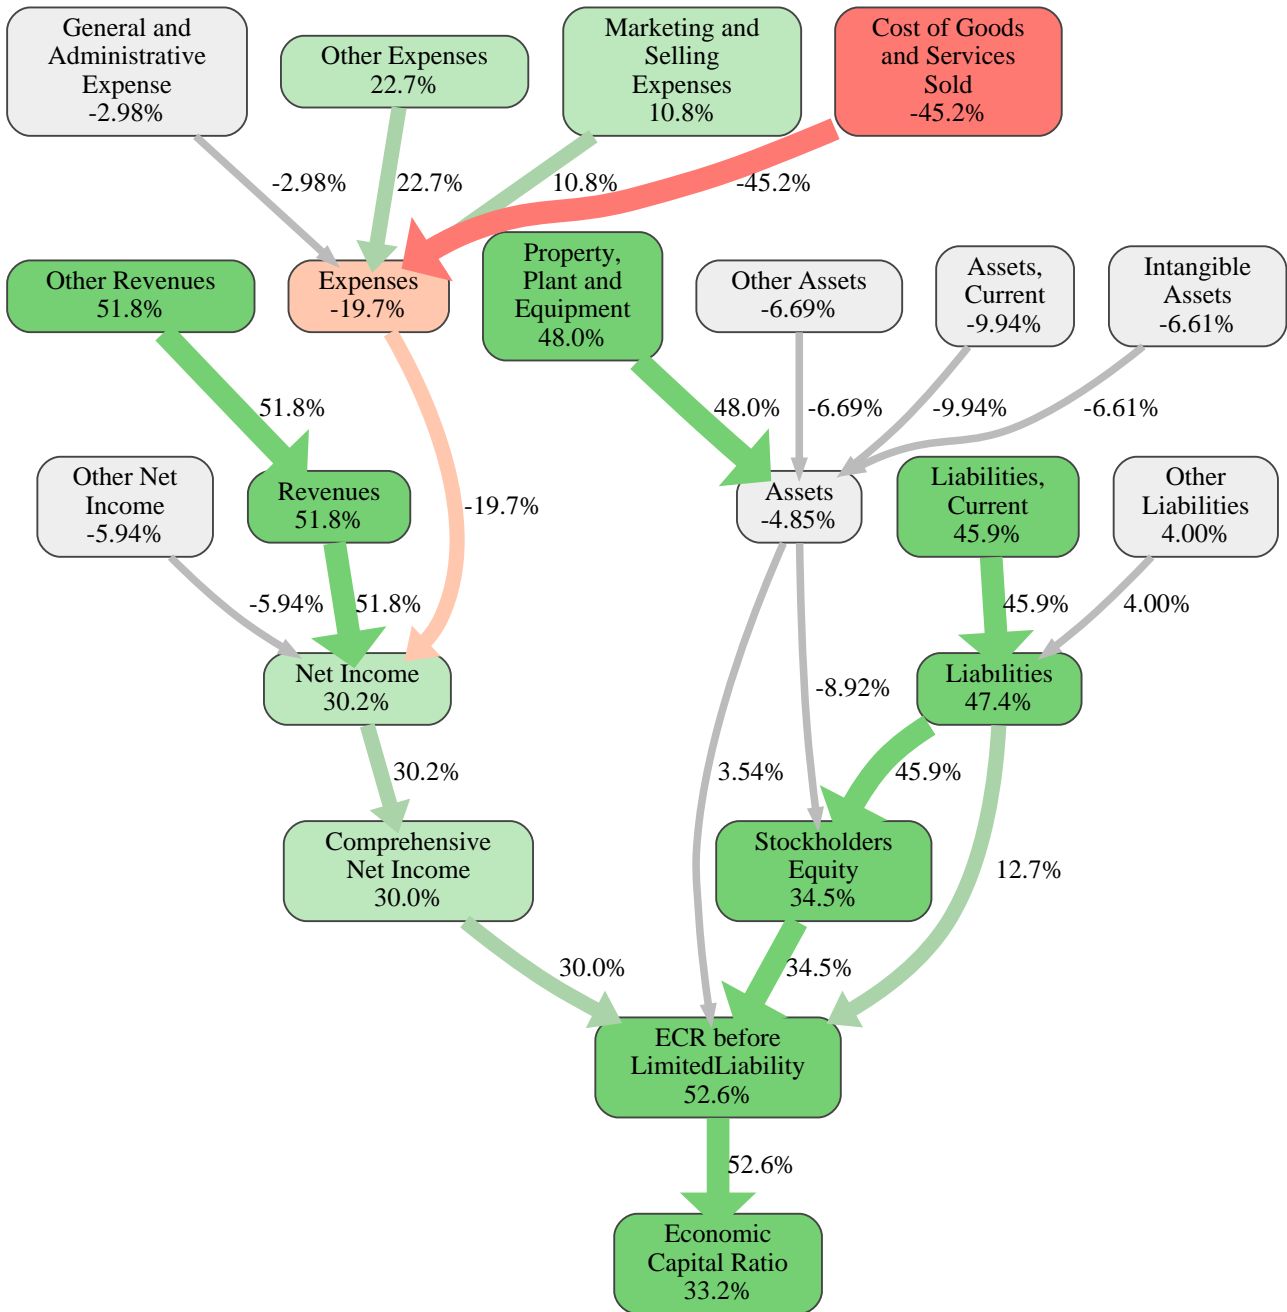 General and
Administrative
Expense
-2.98%
Other Expenses
22.7%
Marketing and
Selling
Expenses
10.8%
Cost of Goods
and Services
Sold
-45.2%
-2.98%
22.7%
10.8%
-45.2%
Other Revenues
51.8%
Expenses
-19.7%
Property,
Plant and
Equipment
48.0%
Other Assets
-6.69%
Assets,
Current
-9.94%
Intangible
Assets
-6.61%
51.8%
48.0%
-6.69%
-9.94%
-6.61%
Other Net
Income
-5.94%
Revenues
51.8%
-19.7%
Assets
-4.85%
Liabilities,
Current
45.9%
Other
Liabilities
4.00%
-5.94%
51.8%
45.9%
4.00%
Net Income
30.2%
-8.92%
Liabilities
47.4%
30.2%
3.54%
45.9%
Comprehensive
Net Income
30.0%
Stockholders
Equity
34.5%
12.7%
30.0%
34.5%
ECR before
LimitedLiability
52.6%
52.6%
Economic
Capital Ratio
33.2%